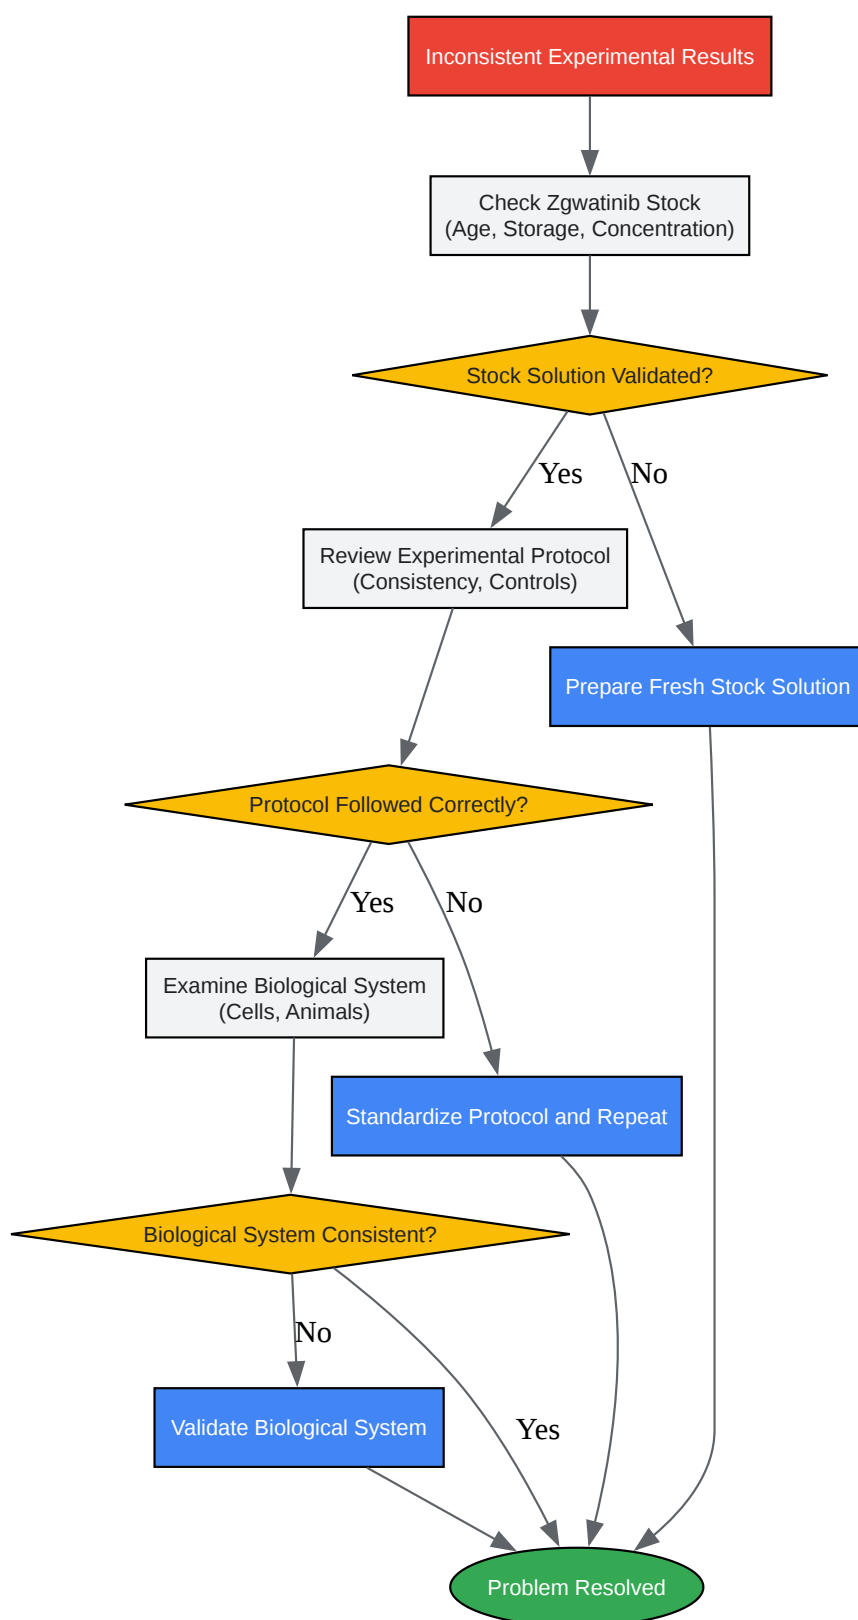 Inconsistent Experimental Results
Check Zgwatinib Stock
(Age, Storage, Concentration)
Stock Solution Validated?
Yes
No
Review Experimental Protocol
(Consistency, Controls)
Prepare Fresh Stock Solution
Protocol Followed Correctly?
Yes
No
Examine Biological System
(Cells, Animals)
Standardize Protocol and Repeat
Biological System Consistent?
No
Validate Biological System
Yes
Problem Resolved